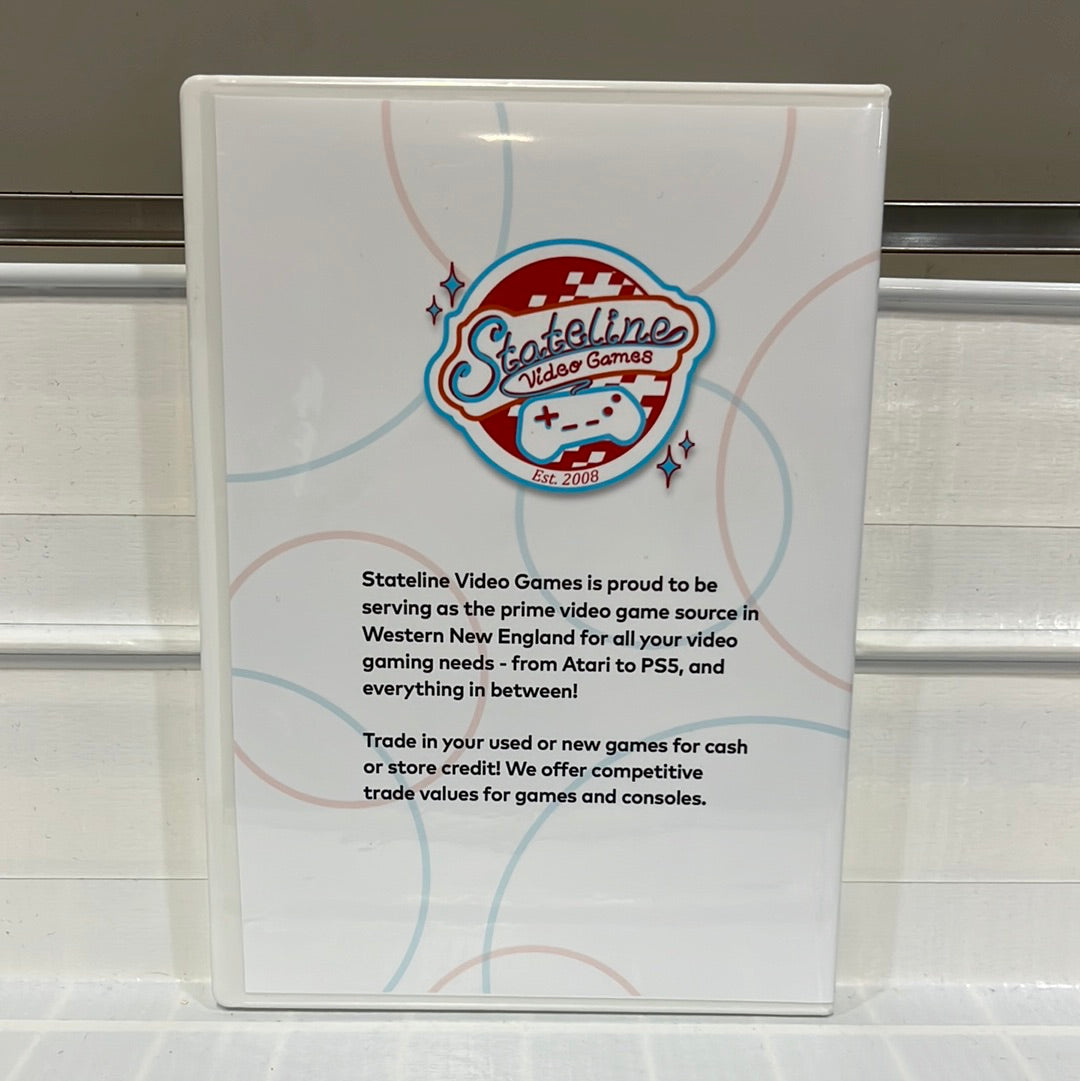 Stateline
Video Games
Est. 2008
Stateline Video Games is proud to be
serving as the prime video game source in
Western New England for all your video
gaming needs - from Atari to PS5, and
everything in between!
Trade in your used or new games for cash
or store credit! We offer competitive
trade values for games and consoles.